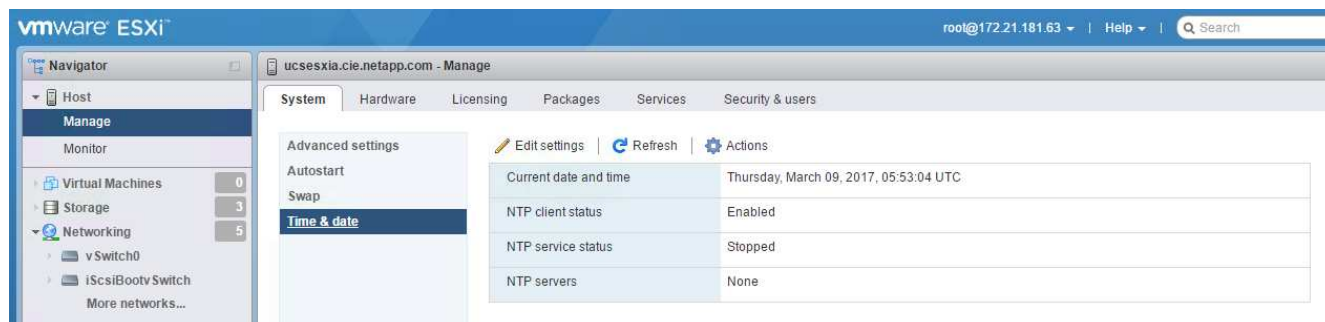 vmware ESXi™
root@172.21.181.63 | Help | Search
Navigator
ucsesxia.cie.netapp.com - Manage
Host
Manage
Monitor
Virtual Machines 0
Storage 3
Networking 5
vSwitch0
iScsiBootvSwitch
More networks...
System Hardware Licensing Packages Services Security & users
Advanced settings
Autostart
Swap
Time & date
Edit settings | Refresh | Actions
Current date and time Thursday, March 09, 2017, 05:53:04 UTC
NTP client status Enabled
NTP service status Stopped
NTP servers None